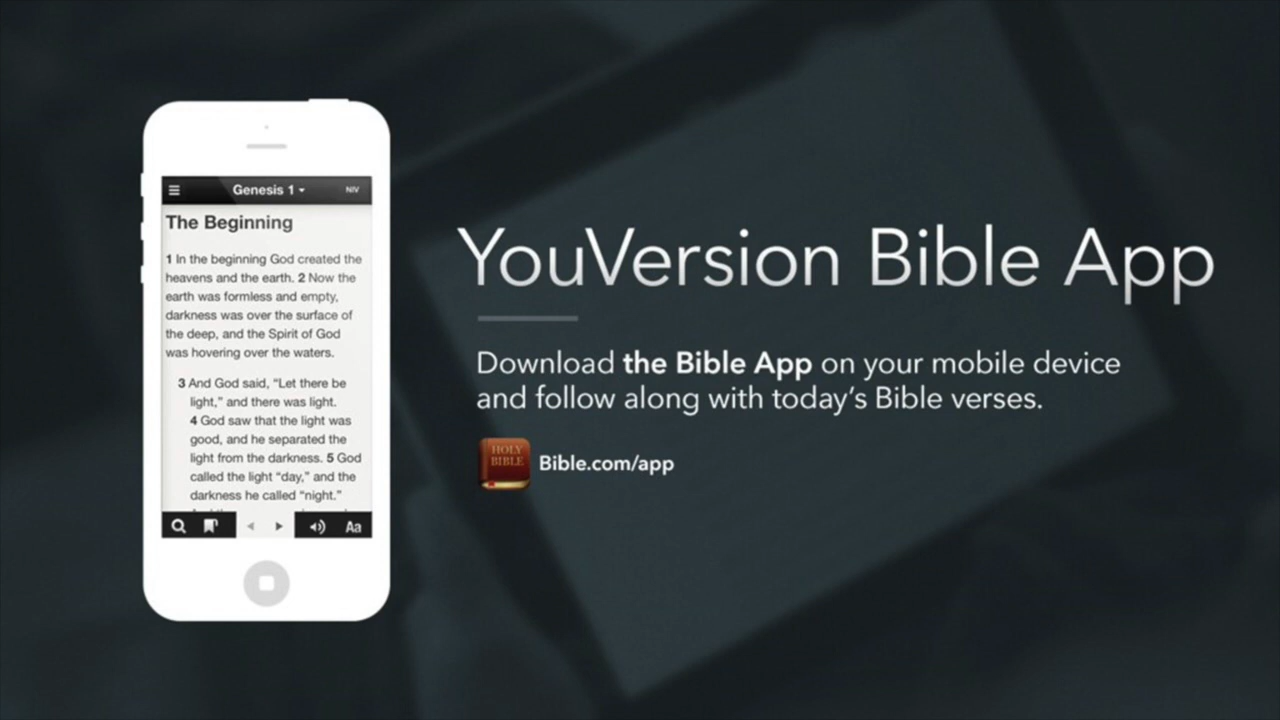 Genesis 1
NIV
The Beginning
1 In the beginning God created the
heavens and the earth. 2 Now the
earth was formless and empty,
darkness was over the surface of
the deep, and the Spirit of God
was hovering over the waters.
3 And God said, “Let there be
light,” and there was light.
4 God saw that the light was
good, and he separated the
light from the darkness. 5 God
called the light “day,” and the
darkness he called “night.”
Aa
YouVersion Bible App
Download the Bible App on your mobile device
and follow along with today’s Bible verses.
HOLY
BIBLE
Bible.com/app